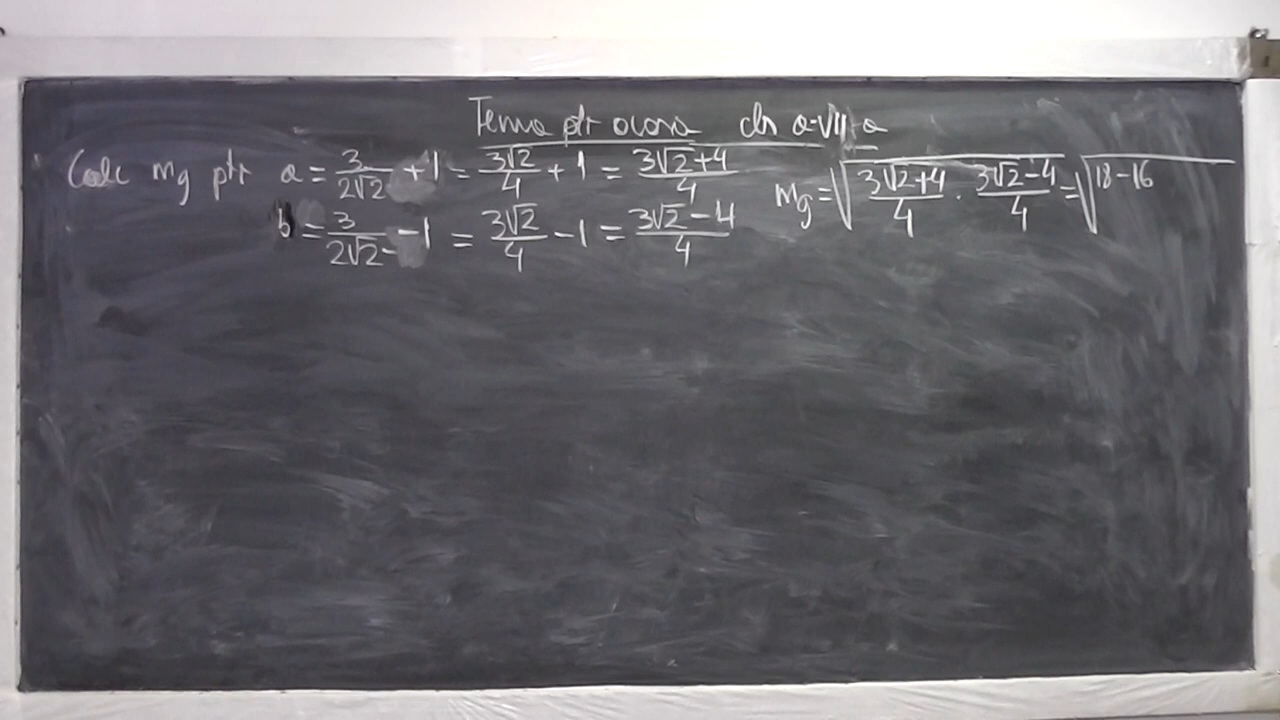 Tema ptr acasa cls a-VII-a
Calc mg ptr a = 3/2√2 + 1 = 3√2/4 + 1 = 3√2+4/4 mg = √(3√2+4/4 · 3√2-4/4) = √18-16
b = 3/2√2 - 1 = 3√2/4 - 1 = 3√2-4/4